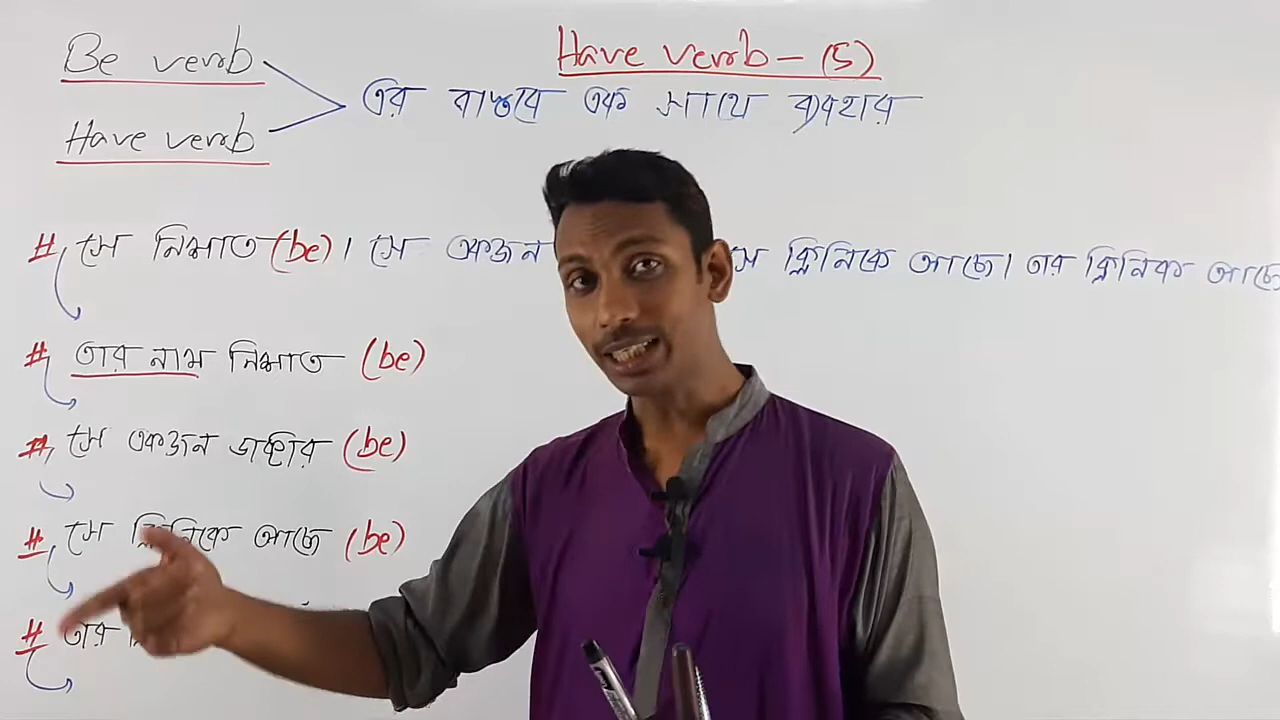 Be verb
Have verb - (5)
Have verb
এর বাস্তবে এক সাথে ব্যবহার
# সে নিশাত (be)। সে একজন সে ক্লিনিকে আছে। তার ক্লিনিক আছে
# তার নাম নিশাত (be)
# সে একজন ডাক্তার (be)
# সে ক্লিনিকে আছে (be)
# তার